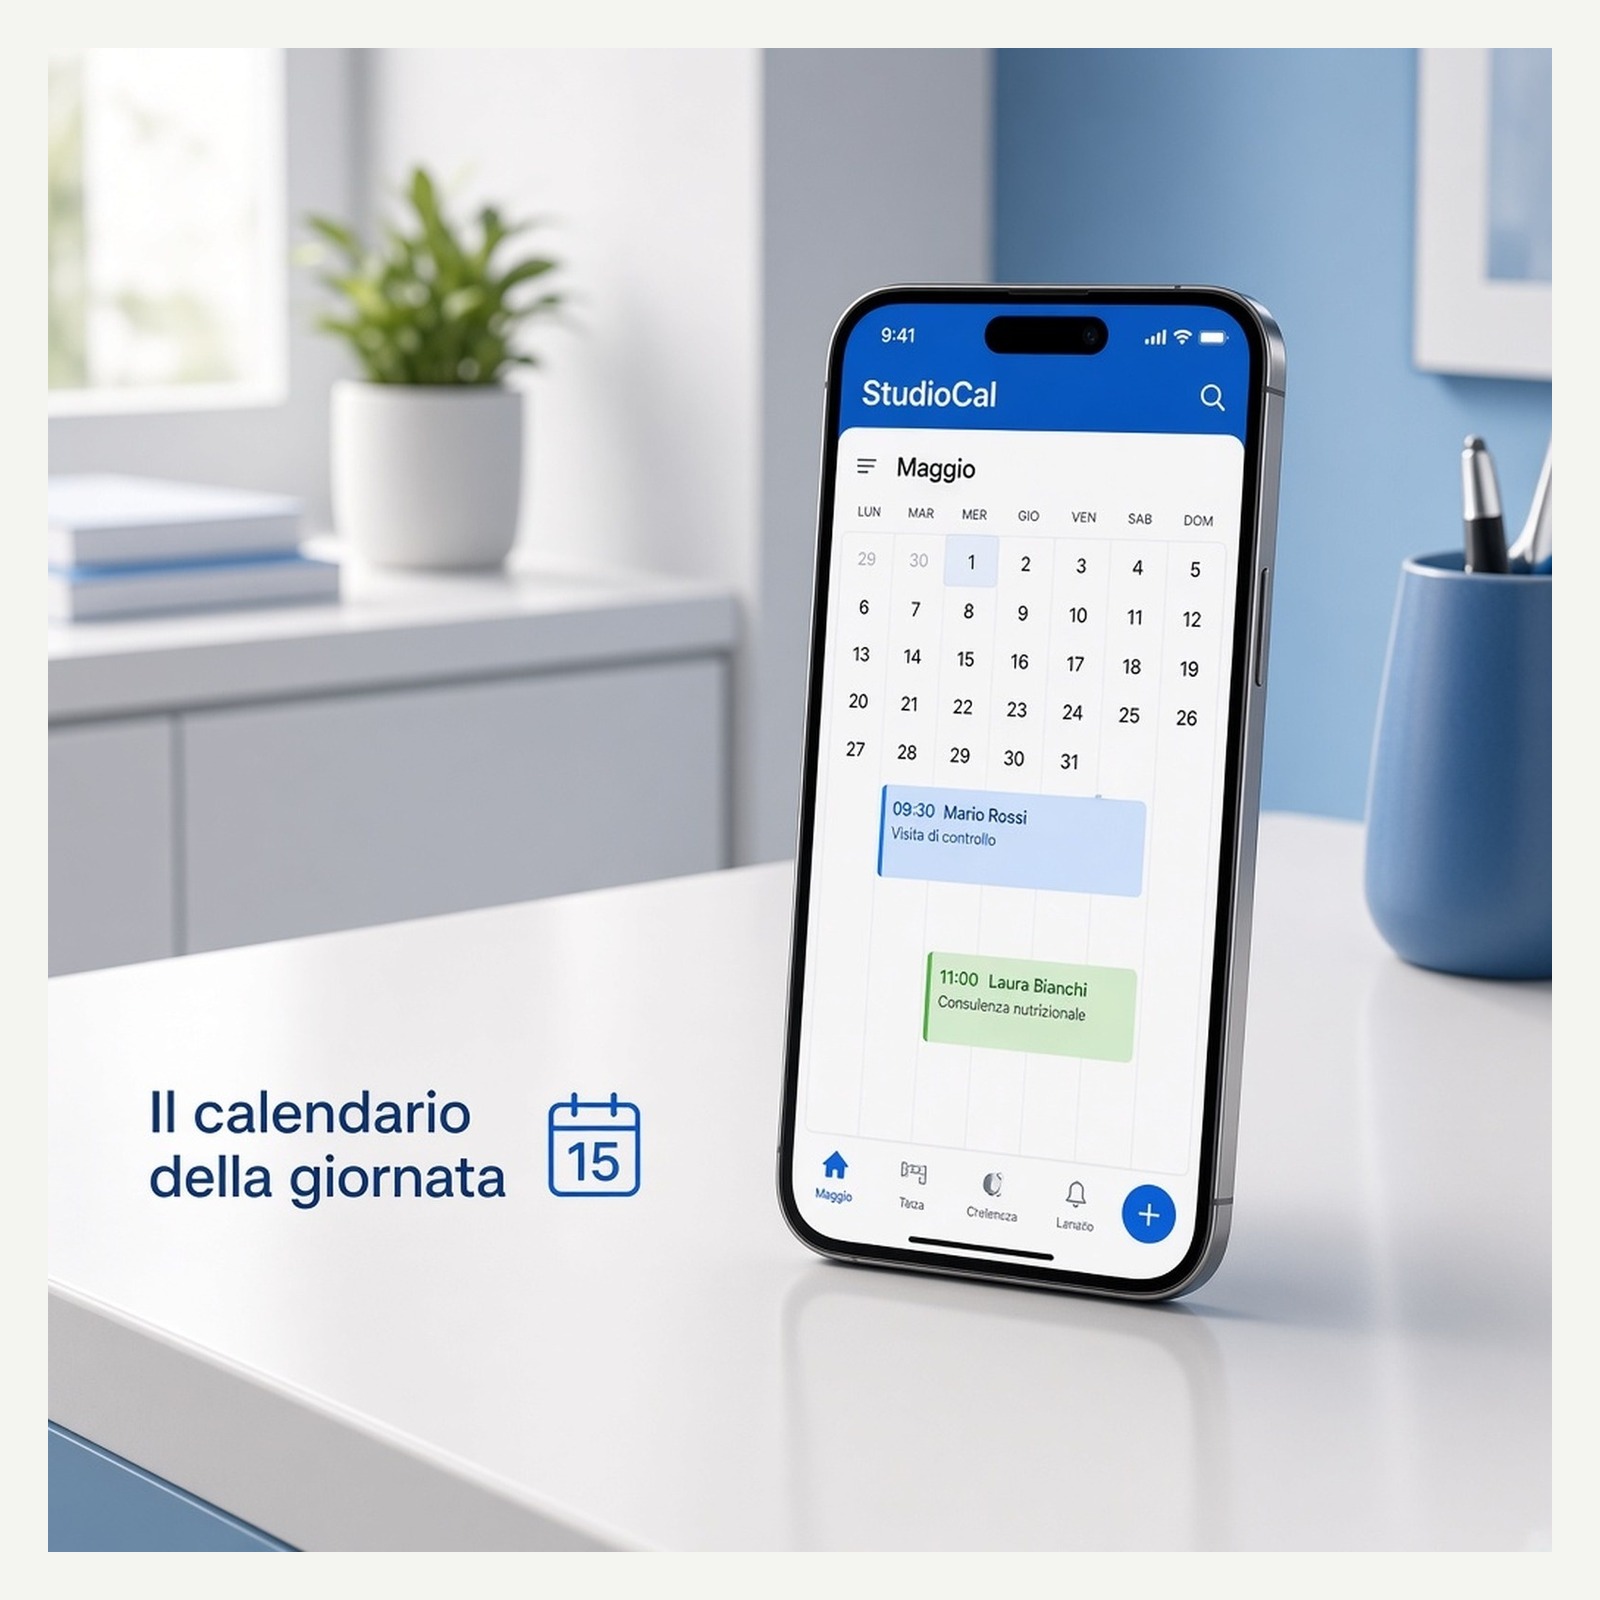 9:41
StudioCal
Maggio
LUN MAR MER GIO VEN SAB DOM
29 30 1 2 3 4 5
6 7 8 9 10 11 12
13 14 15 16 17 18 19
20 21 22 23 24 25 26
27 28 29 30 31
09:30 Mario Rossi
Visita di controllo
11:00 Laura Bianchi
Consulenza nutrizionale
Maggio
Il calendario
della giornata
15